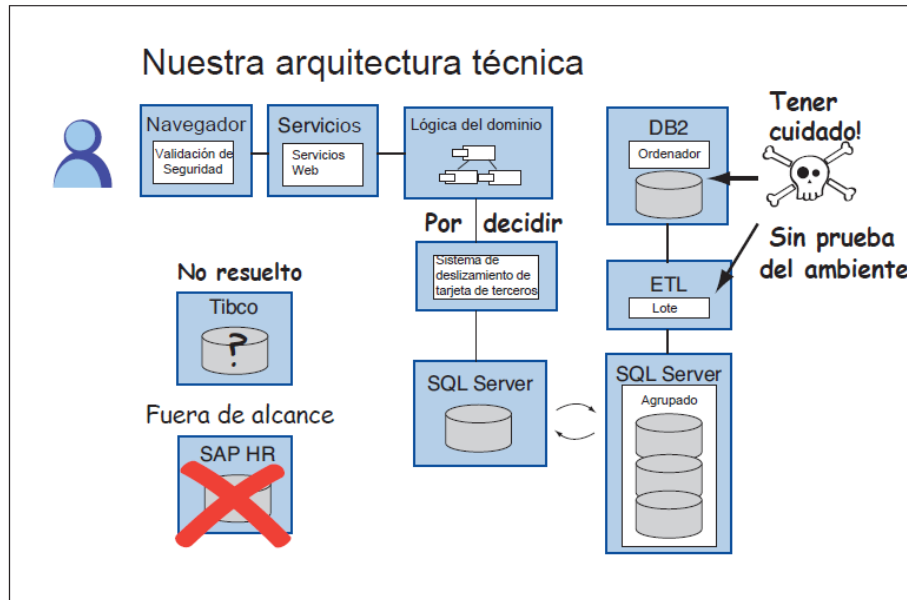 Nuestra arquitectura técnica
Navegador
Validación de
Seguridad
Servicios
Servicios
Web
Lógica del dominio
DB2
Ordenador
Tener
cuidado!
Por decidir
Sistema de
deslizamiento de
tarjeta de terceros
Sin prueba
del ambiente
ETL
Lote
No resuelto
Tibco
?
SQL Server
SQL Server
Agrupado
Fuera de alcance
SAP HR